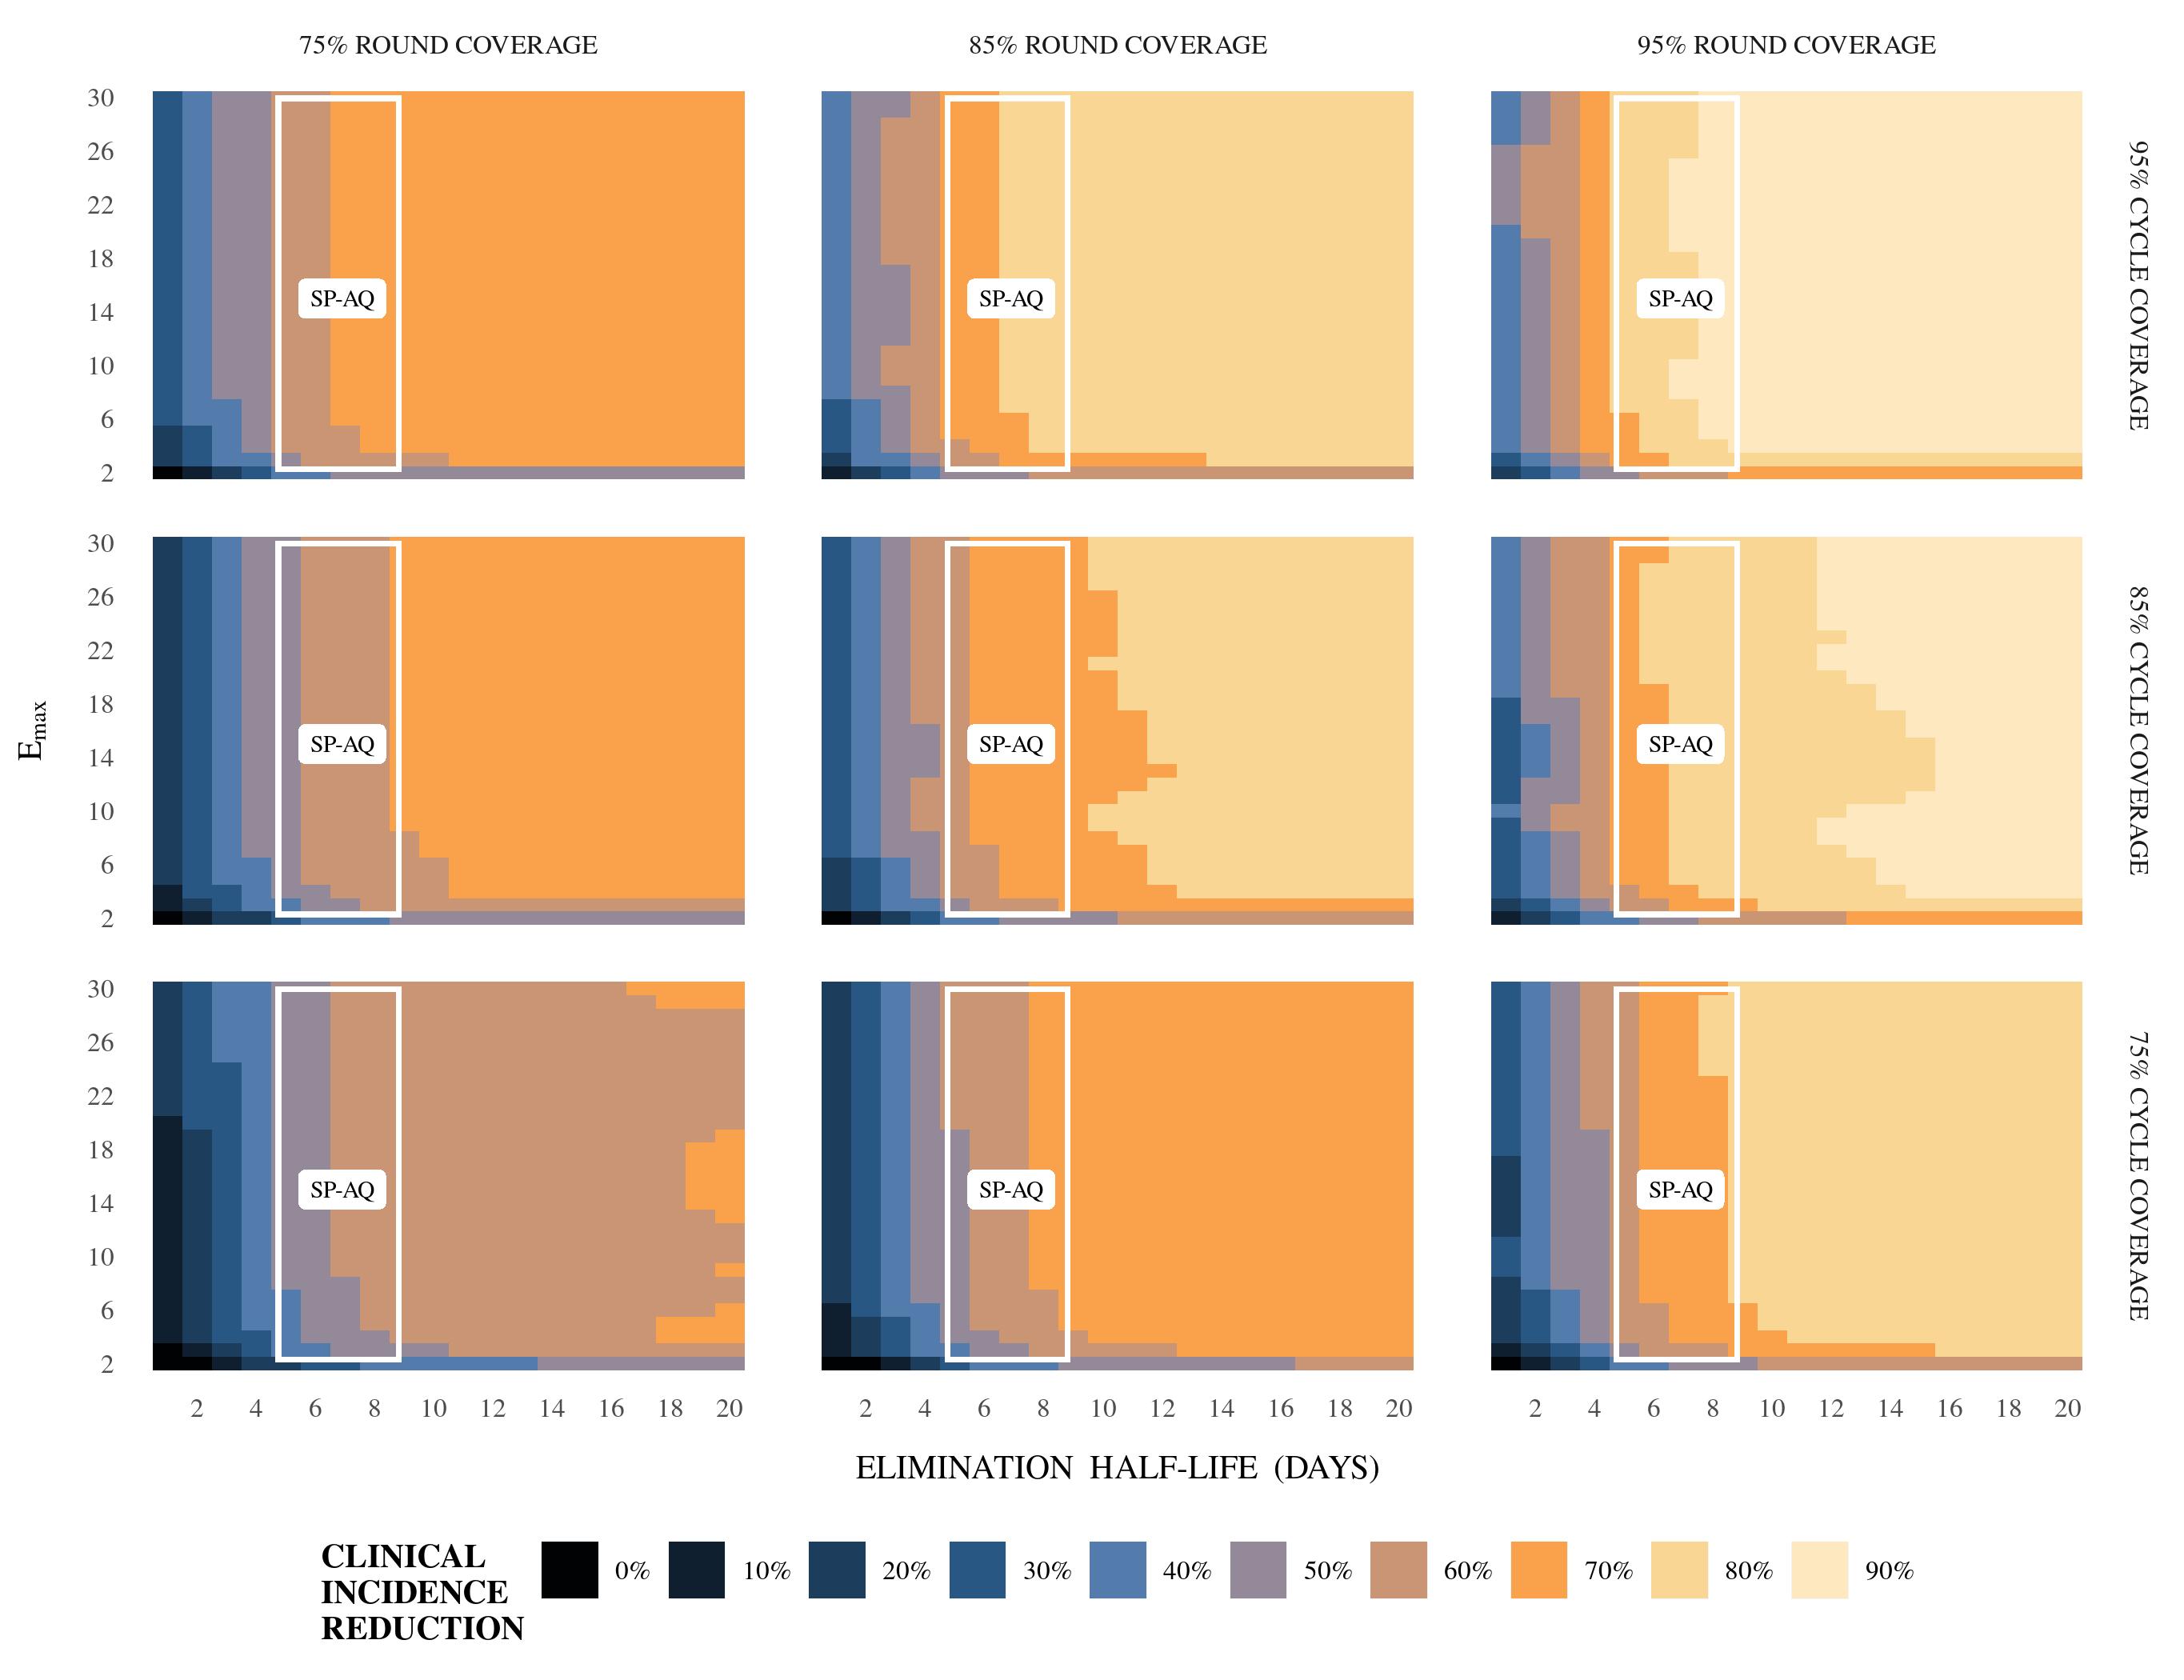 75% ROUND COVERAGE 85% ROUND COVERAGE 95% ROUND COVERAGE
30
26
22
18
14
10
6
2
SP-AQ SP-AQ SP-AQ
95% CYCLE COVERAGE
30
26
22
18
14
10
6
2
SP-AQ SP-AQ SP-AQ
85% CYCLE COVERAGE
Emax
30
26
22
18
14
10
6
2
SP-AQ SP-AQ SP-AQ
75% CYCLE COVERAGE
2 4 6 8 10 12 14 16 18 20 2 4 6 8 10 12 14 16 18 20 2 4 6 8 10 12 14 16 18 20
ELIMINATION HALF-LIFE (DAYS)
CLINICAL
INCIDENCE
REDUCTION
0% 10% 20% 30% 40% 50% 60% 70% 80% 90%